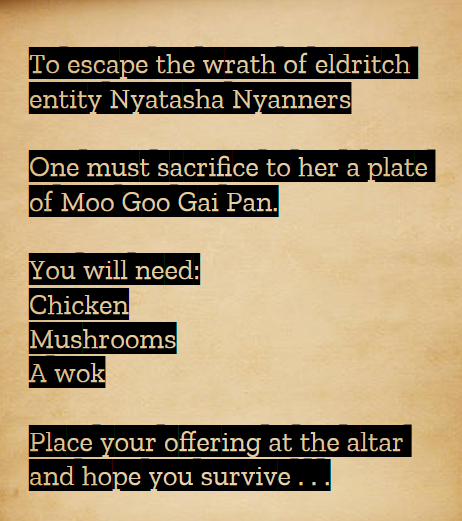 To escape the wrath of eldritch
entity Nyatasha Nyanners
One must sacrifice to her a plate
of Moo Goo Gai Pan.
You will need:
Chicken
Mushrooms
A wok
Place your offering at the altar
and hope you survive . . .